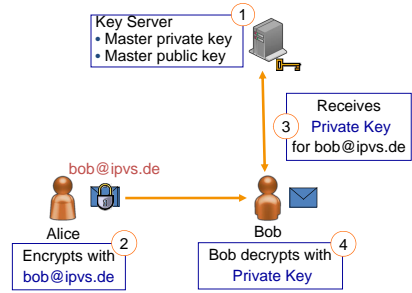 Key Server
• Master private key
• Master public key
1
Receives
Private Key
for bob@ipvs.de
3
bob@ipvs.de
Alice
Bob
Encrypts with
bob@ipvs.de
2
Bob decrypts with
Private Key
4